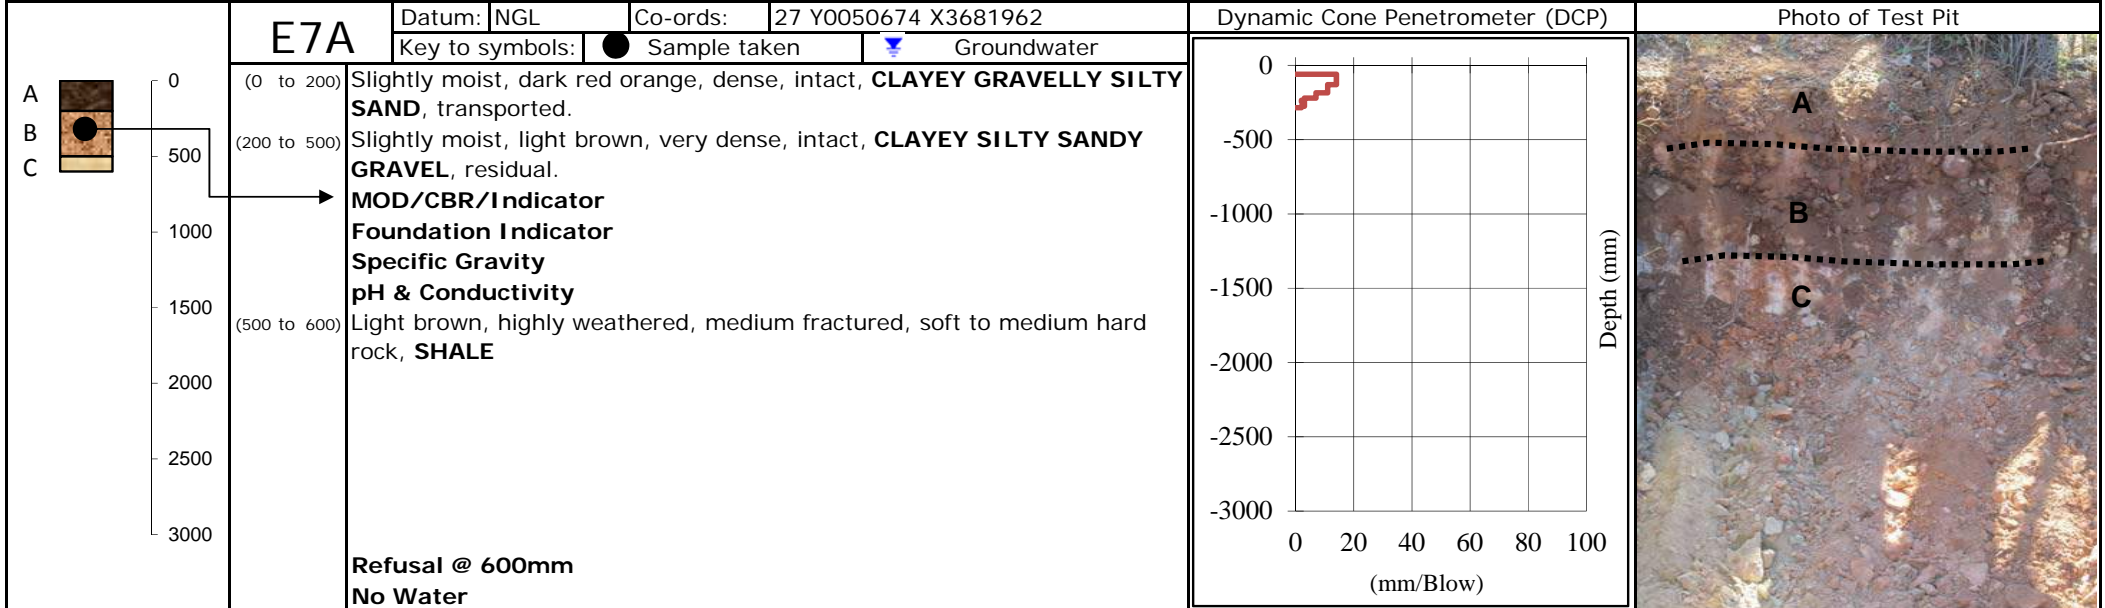 E7A
Datum: NGL Co-ords: 27 Y0050674 X3681962
Key to symbols: Sample taken Groundwater
Dynamic Cone Penetrometer (DCP)
Photo of Test Pit
A
B
C
0
500
1000
1500
2000
2500
3000
(0 to 200) Slightly moist, dark red orange, dense, intact, CLAYEY GRAVELLY SILTY
SAND, transported.
(200 to 500) Slightly moist, light brown, very dense, intact, CLAYEY SILTY SANDY
GRAVEL, residual.
MOD/CBR/Indicator
Foundation Indicator
Specific Gravity
pH & Conductivity
(500 to 600) Light brown, highly weathered, medium fractured, soft to medium hard
rock, SHALE
Refusal @ 600mm
No Water
0
-500
-1000
-1500
-2000
-2500
-3000
0 20 40 60 80 100
(mm/Blow)
Depth (mm)
A
B
C